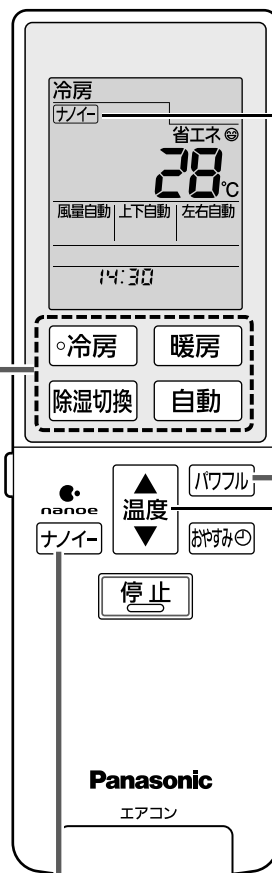 冷房
ナノイー
省エネ
28℃
風量自動 上下自動 左右自動
14:30
冷房 暖房
除湿切換 自動
nanoe
ナノイー
温度
パワフル
おやすみ
停止
Panasonic
エアコン